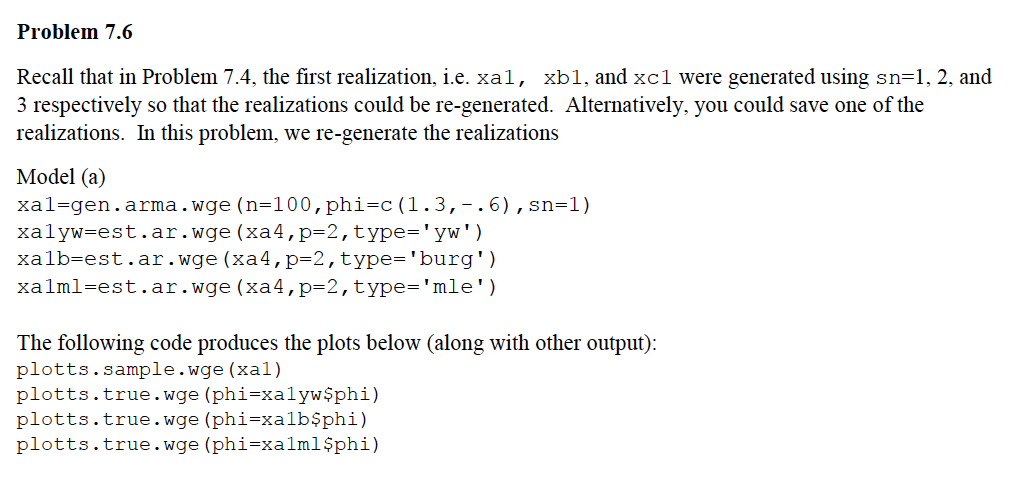 Problem 7.6
Recall that in Problem 7.4, the first realization, i.e. xa1, xb1, and xc1 were generated using sn=1, 2, and
3 respectively so that the realizations could be re-generated. Alternatively, you could save one of the
realizations. In this problem, we re-generate the realizations
Model (a)
xa1=gen.arma.wge(n=100,phi=c(1.3,-.6),sn=1)
xa1yw=est.ar.wge(xa4,p=2,type='yw')
xa1b=est.ar.wge(xa4,p=2,type='burg')
xa1ml=est.ar.wge(xa4,p=2,type='mle')
The following code produces the plots below (along with other output):
plotts.sample.wge(xa1)
plotts.true.wge(phi=xa1yw$phi)
plotts.true.wge(phi=xa1b$phi)
plotts.true.wge(phi=xa1ml$phi)